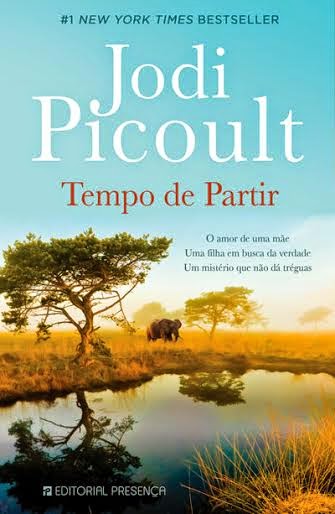 #1 NEW YORK TIMES BESTSELLER
Jodi
Picoult
Tempo de Partir
O amor de uma mãe
Uma filha em busca da verdade
Um mistério que não dá tréguas
EDITORIAL PRESENÇA